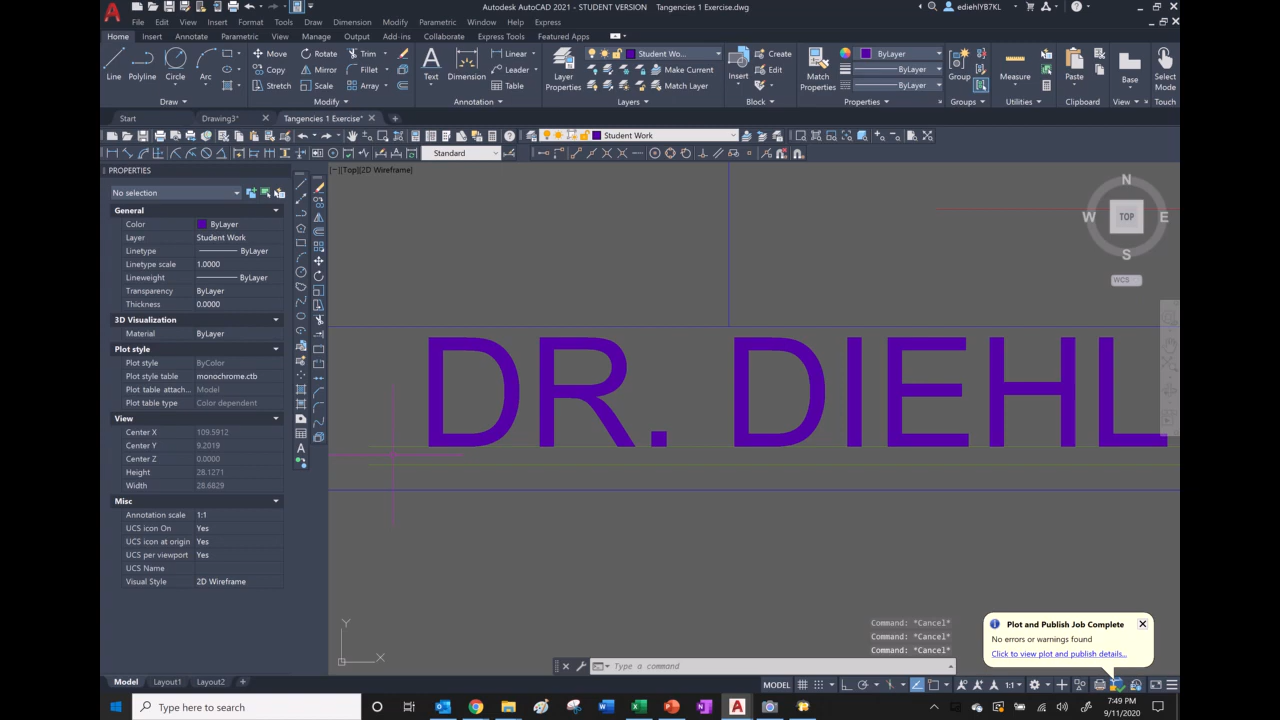 Autodesk AutoCAD 2021 - STUDENT VERSION Tangencies 1 Exercise.dwg
ediehlYB7KL
File Edit View Insert Format Tools Draw Dimension Modify Parametric Window Help Express
Home Insert Annotate Parametric View Manage Output Add-ins Collaborate Express Tools Featured Apps
Line Polyline Circle Arc
Move Rotate Trim
Copy Mirror Fillet
Stretch Scale Array
Text Dimension
Linear
Leader
Table
Layer Properties
Student Wo...
Make Current
Match Layer
Insert
Create
Edit
Match Properties
ByLayer
ByLayer
ByLayer
Group Measure Paste Base Select Mode
Draw Modify Annotation Layers Block Properties Groups Utilities Clipboard View Touch
Start Drawing3* Tangencies 1 Exercise*
Student Work
Standard
PROPERTIES
[−][Top][2D Wireframe]
No selection
General
Color ByLayer
Layer Student Work
Linetype ByLayer
Linetype scale 1.0000
Lineweight ByLayer
Transparency ByLayer
Thickness 0.0000
3D Visualization
Material ByLayer
Plot style
Plot style ByColor
Plot style table monochrome.ctb
Plot table attach... Model
Plot table type Color dependent
View
Center X 109.5912
Center Y 9.2019
Center Z 0.0000
Height 28.1271
Width 28.6829
Misc
Annotation scale 1:1
UCS icon On Yes
UCS icon at origin Yes
UCS per viewport Yes
UCS Name
Visual Style 2D Wireframe
N
W TOP E
S
WCS
DR. DIEHL
Y
X
Command: *Cancel*
Command: *Cancel*
Command: *Cancel*
Type a command
Plot and Publish Job Complete
No errors or warnings found
Click to view plot and publish details...
Model Layout1 Layout2
MODEL 1:1
Type here to search
7:49 PM
9/11/2020